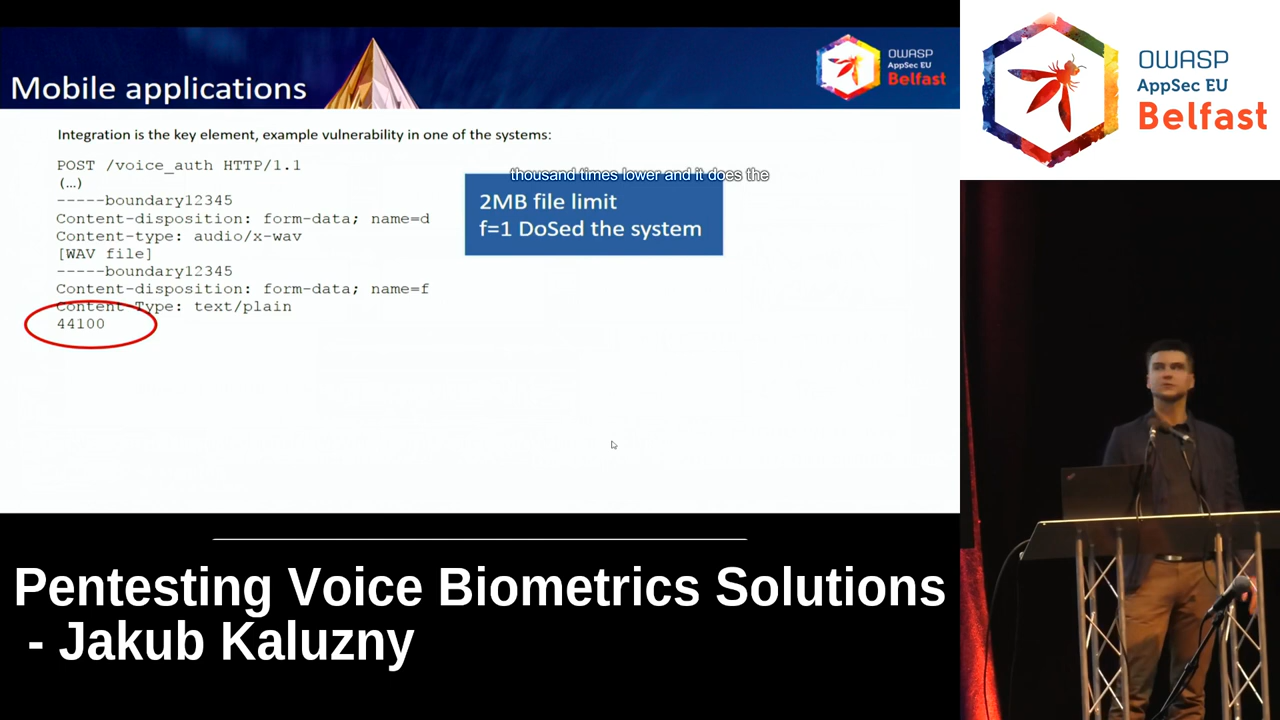 Mobile applications
OWASP
AppSec EU
Belfast
Integration is the key element, example vulnerability in one of the systems:
POST /voice_auth HTTP/1.1
(…)
-----boundary12345
Content-disposition: form-data; name=d
Content-type: audio/x-wav
[WAV file]
-----boundary12345
Content-disposition: form-data; name=f
Content-Type: text/plain
44100
thousand times lower and it does the
2MB file limit
f=1 DoSed the system
OWASP
AppSec EU
Belfast
Pentesting Voice Biometrics Solutions
- Jakub Kaluzny